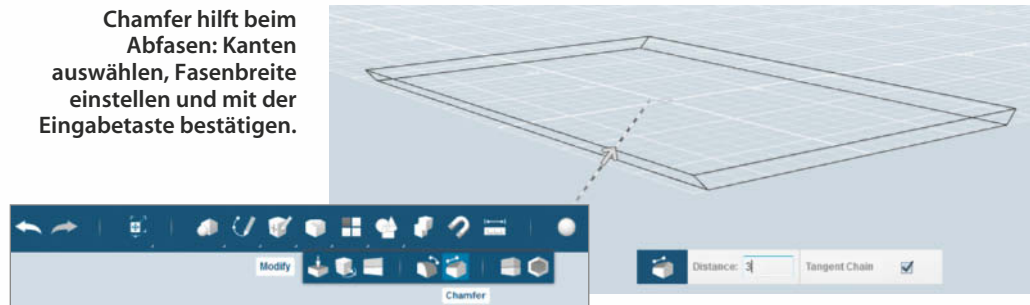 Chamfer hilft beim
Abfasen: Kanten
auswählen, Fasenbreite
einstellen und mit der
Eingabetaste bestätigen.
Modify
Chamfer
Distance: 3
Tangent Chain